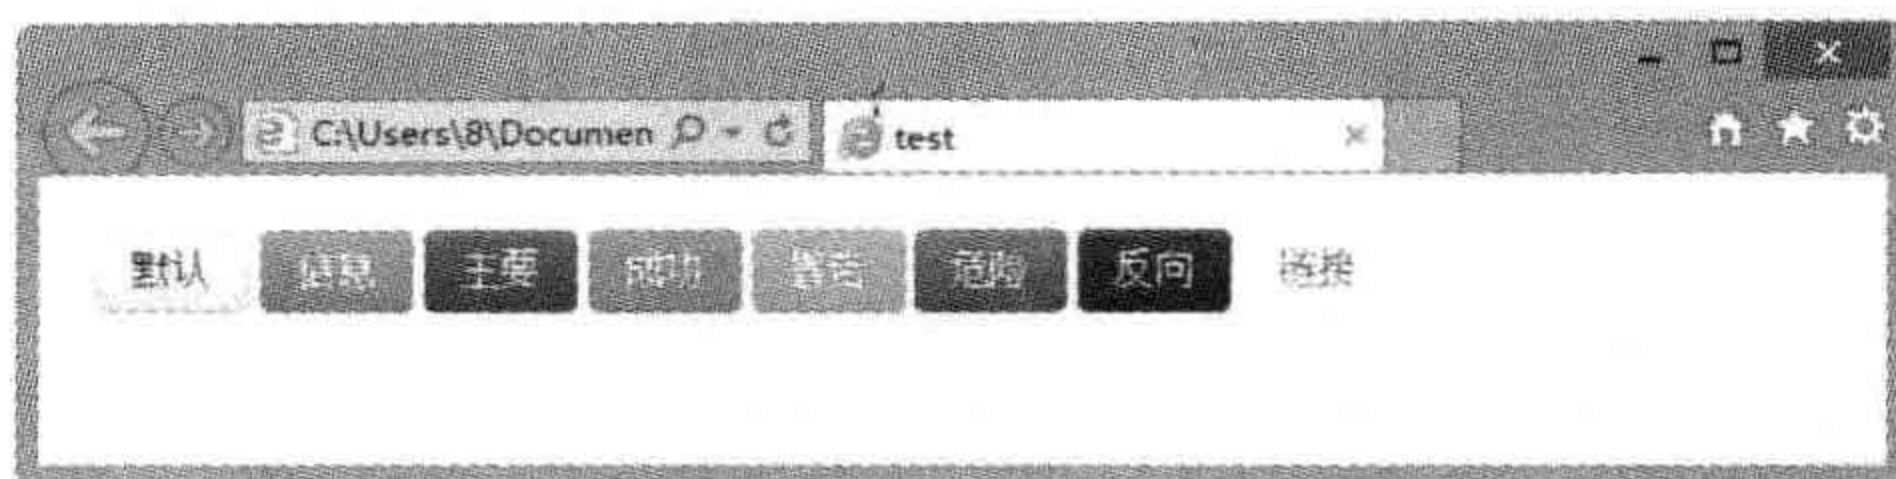 C:\Users\8\Documen test
默认 信息 主要 成功 警告 危险 反向 链接